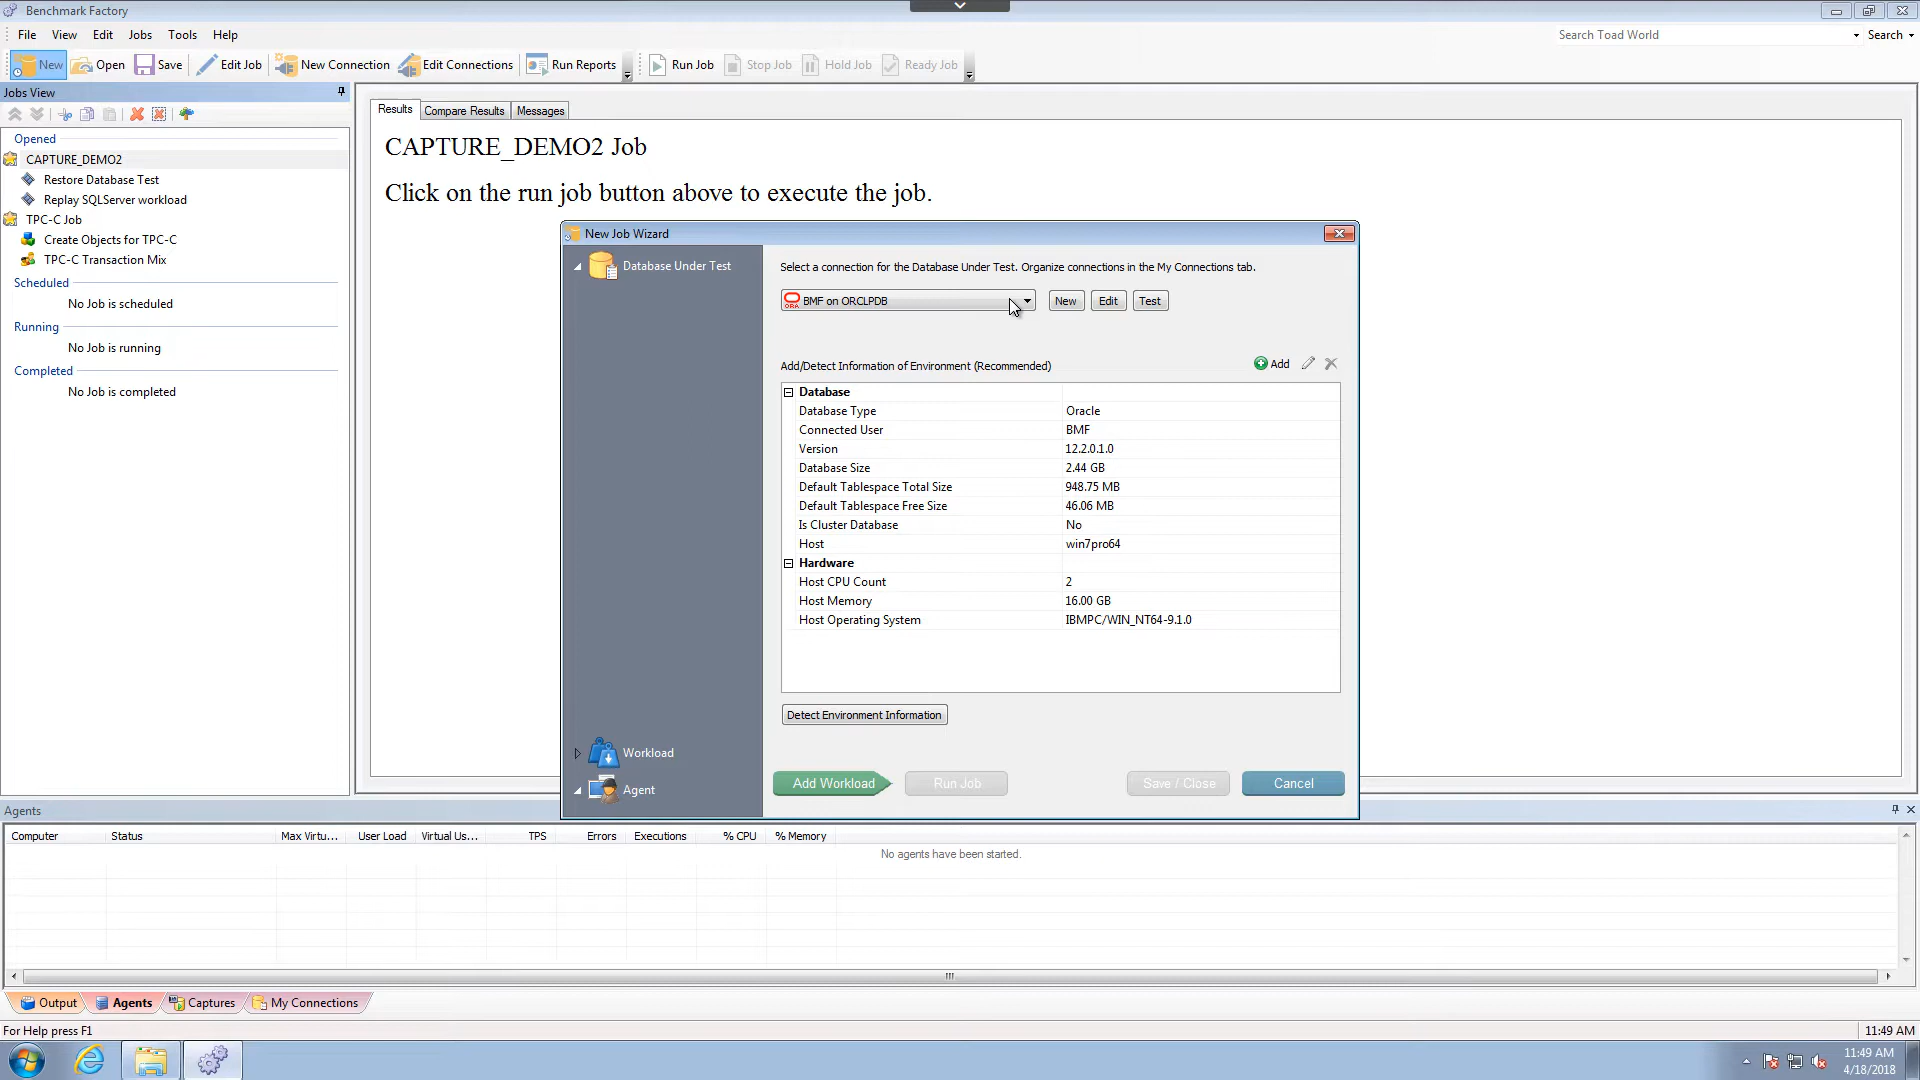 Benchmark Factory
File View Edit Jobs Tools Help
Search Toad World Search
New Open Save Edit Job New Connection Edit Connections Run Reports Run Job Stop Job Hold Job Ready Job
Jobs View
Opened
CAPTURE_DEMO2
Restore Database Test
Replay SQLServer workload
TPC-C Job
Create Objects for TPC-C
TPC-C Transaction Mix
Scheduled
No Job is scheduled
Running
No Job is running
Completed
No Job is completed
Results Compare Results Messages
CAPTURE_DEMO2 Job
Click on the run job button above to execute the job.
New Job Wizard
Database Under Test
Workload
Agent
Select a connection for the Database Under Test. Organize connections in the My Connections tab.
ORA BMF on ORCLPDB New Edit Test
Add/Detect Information of Environment (Recommended) Add
Database
Database Type Oracle
Connected User BMF
Version 12.2.0.1.0
Database Size 2.44 GB
Default Tablespace Total Size 948.75 MB
Default Tablespace Free Size 46.06 MB
Is Cluster Database No
Host win7pro64
Hardware
Host CPU Count 2
Host Memory 16.00 GB
Host Operating System IBMPC/WIN_NT64-9.1.0
Detect Environment Information
Add Workload Run Job Save / Close Cancel
Agents
Computer Status Max Virtu... User Load Virtual Us... TPS Errors Executions % CPU % Memory
No agents have been started.
Output Agents Captures My Connections
For Help press F1 11:49 AM
11:49 AM
4/18/2018